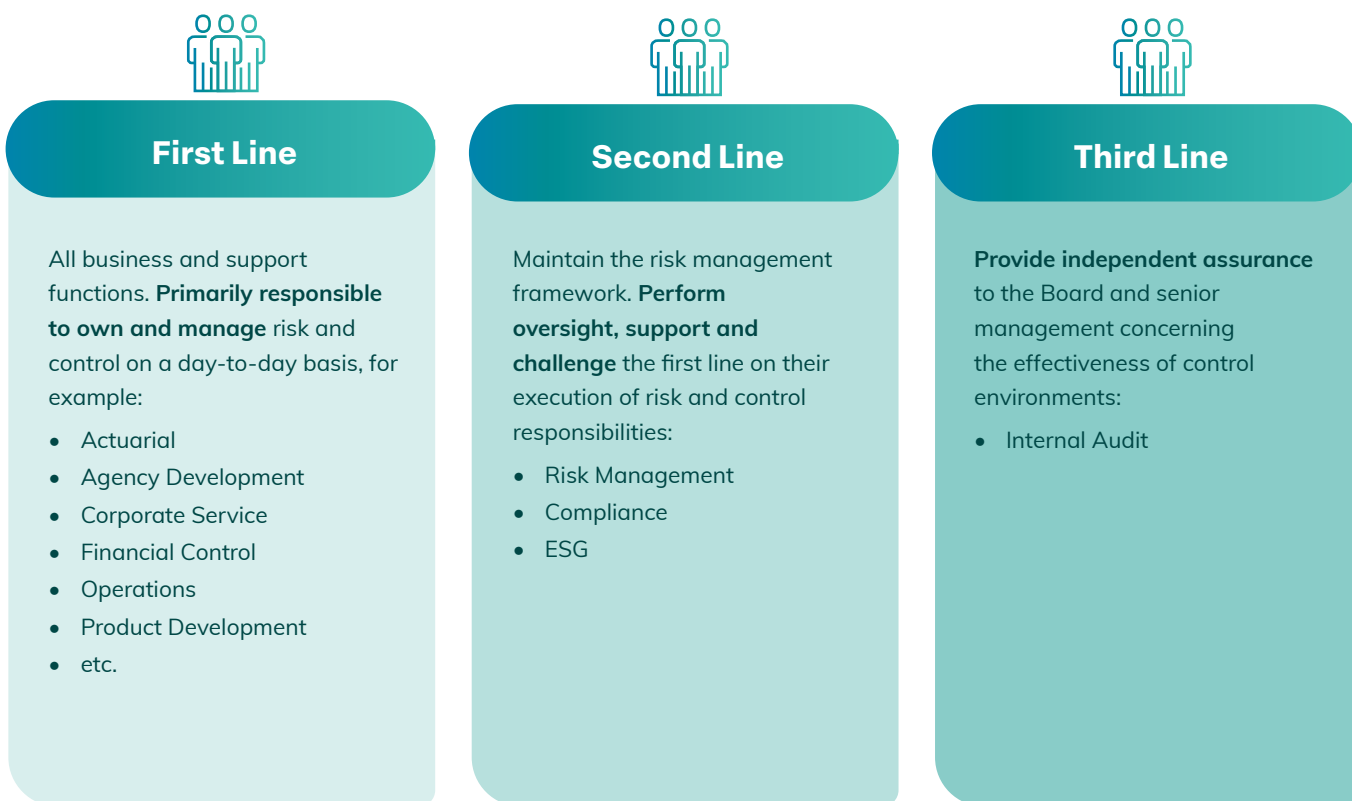 First Line
All business and support
functions. Primarily responsible
to own and manage risk and
control on a day-to-day basis, for
example:
• Actuarial
• Agency Development
• Corporate Service
• Financial Control
• Operations
• Product Development
• etc.
Second Line
Maintain the risk management
framework. Perform
oversight, support and
challenge the first line on their
execution of risk and control
responsibilities:
• Risk Management
• Compliance
• ESG
Third Line
Provide independent assurance
to the Board and senior
management concerning
the effectiveness of control
environments:
• Internal Audit